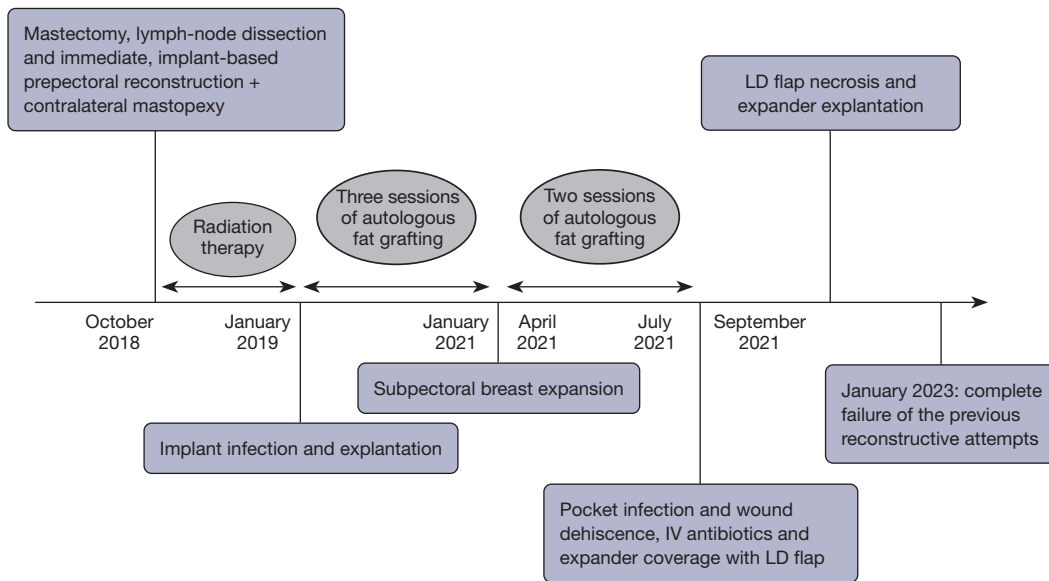 Mastectomy, lymph-node dissection
and immediate, implant-based
prepectoral reconstruction +
contralateral mastopexy
LD flap necrosis and
expander explantation
Radiation
therapy
Three sessions
of autologous
fat grafting
Two sessions
of autologous
fat grafting
October
2018
January
2019
January
2021
April
2021
July
2021
September
2021
Implant infection and explantation
Subpectoral breast expansion
Pocket infection and wound
dehiscence, IV antibiotics and
expander coverage with LD flap
January 2023: complete
failure of the previous
reconstructive attempts